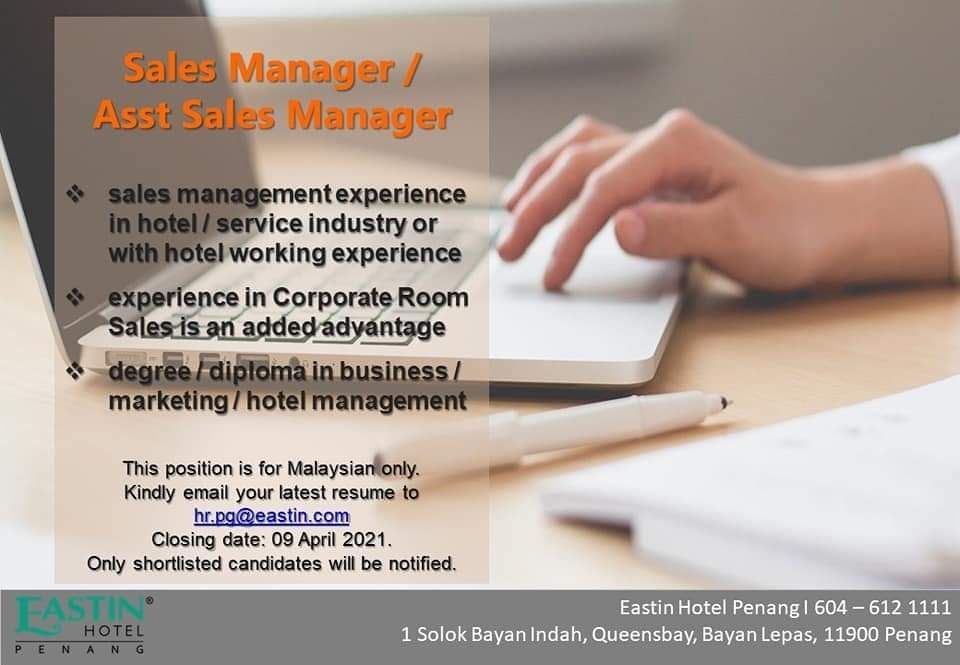 Sales Manager /
Asst Sales Manager
❖ sales management experience
in hotel / service industry or
with hotel working experience
❖ experience in Corporate Room
Sales is an added advantage
❖ degree / diploma in business /
marketing / hotel management
This position is for Malaysian only.
Kindly email your latest resume to
hr.pg@eastin.com
Closing date: 09 April 2021.
Only shortlisted candidates will be notified.
EASTIN®
HOTEL
PENANG
Eastin Hotel Penang I 604 – 612 1111
1 Solok Bayan Indah, Queensbay, Bayan Lepas, 11900 Penang